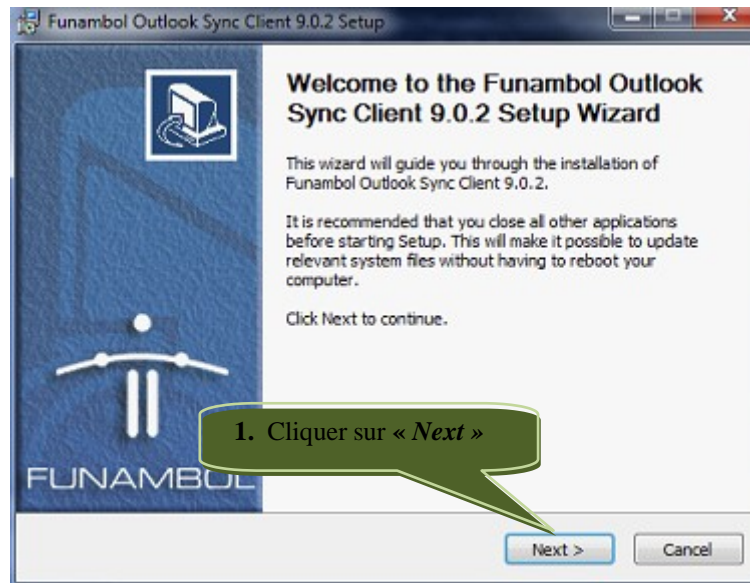 Funambol Outlook Sync Client 9.0.2 Setup
Welcome to the Funambol Outlook
Sync Client 9.0.2 Setup Wizard
This wizard will guide you through the installation of
Funambol Outlook Sync Client 9.0.2.
It is recommended that you close all other applications
before starting Setup. This will make it possible to update
relevant system files without having to reboot your
computer.
Click Next to continue.
1. Cliquer sur « Next »
FUNAMBOL
Next >
Cancel